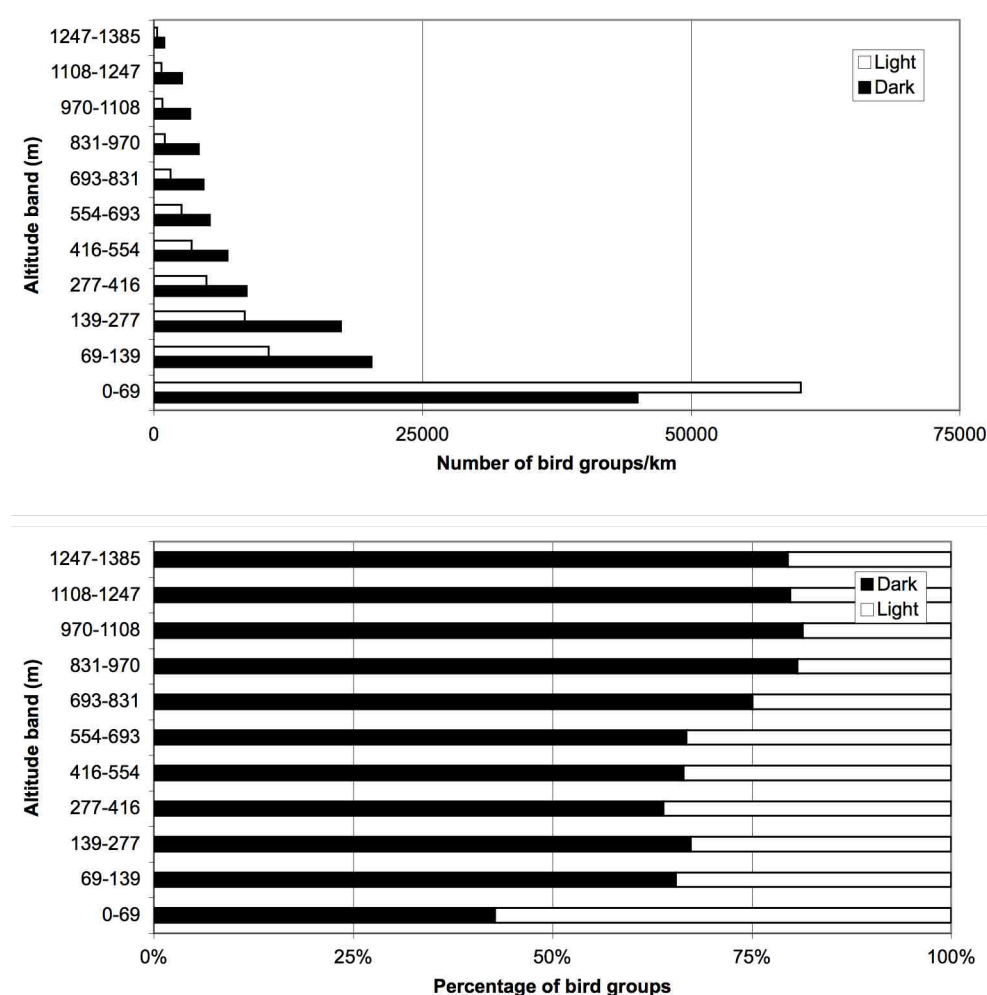 1247-1385
1108-1247
970-1108
831-970
693-831
554-693
416-554
277-416
139-277
69-139
0-69
Altitude band (m)
Light
Dark
0 25000 50000 75000
Number of bird groups/km
1247-1385
1108-1247
970-1108
831-970
693-831
554-693
416-554
277-416
139-277
69-139
0-69
Altitude band (m)
Dark
Light
0% 25% 50% 75% 100%
Percentage of bird groups